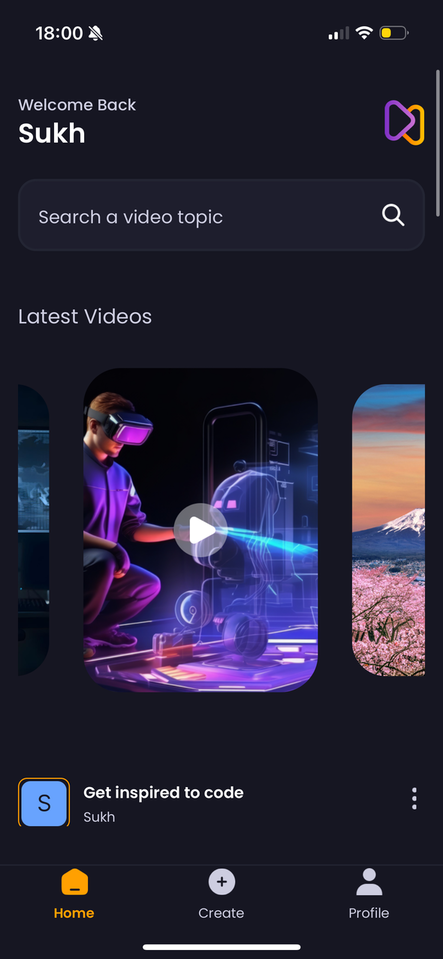 18:00
Welcome Back
Sukh
Search a video topic
Latest Videos
S
Get inspired to code
Sukh
Home
Create
Profile